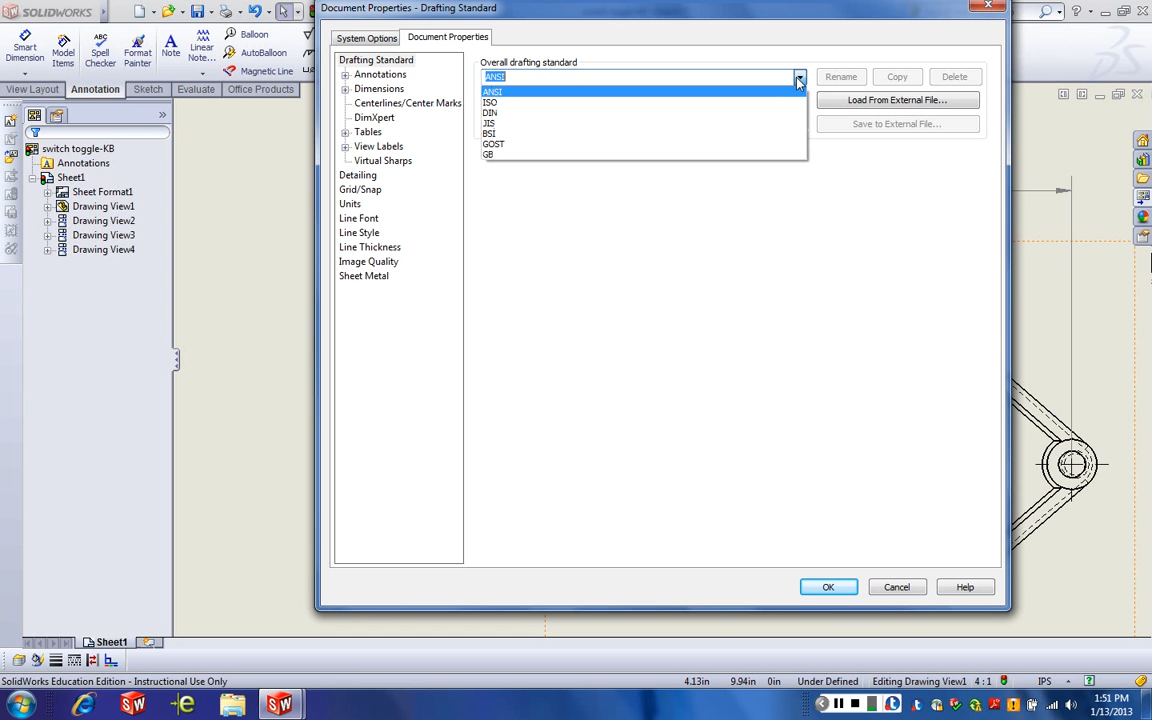 SOLIDWORKS
Document Properties - Drafting Standard
Smart
Dimension
Model
Items
Spell
Checker
Format
Painter
Note
Linear
Note...
Balloon
AutoBalloon
Magnetic Line
View Layout
Annotation
Sketch
Evaluate
Office Products
switch toggle-KB
Annotations
Sheet1
Sheet Format1
Drawing View1
Drawing View2
Drawing View3
Drawing View4
System Options
Document Properties
Drafting Standard
Annotations
Dimensions
Centerlines/Center Marks
DimXpert
Tables
View Labels
Virtual Sharps
Detailing
Grid/Snap
Units
Line Font
Line Style
Line Thickness
Image Quality
Sheet Metal
Overall drafting standard
ANSI
ANSI
ISO
DIN
JIS
BSI
GOST
GB
Rename
Copy
Delete
Load From External File...
Save to External File...
OK
Cancel
Help
Sheet1
SolidWorks Education Edition - Instructional Use Only
4.13in
9.94in
0in
Under Defined
Editing Drawing View1
4 : 1
IPS
1:51 PM
1/13/2013